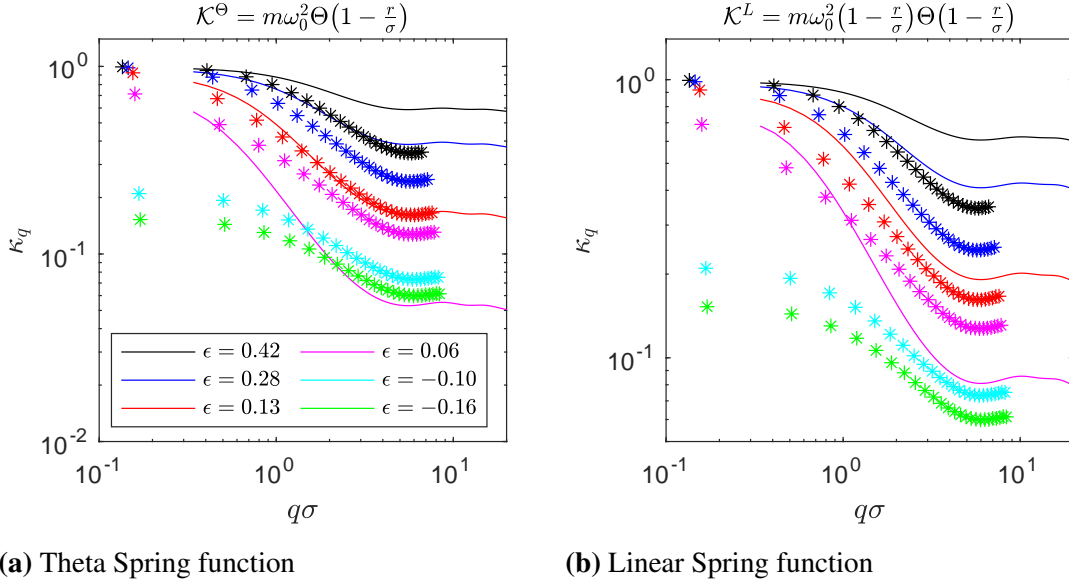 𝒦^Θ = mω₀²Θ(1 − r/σ)
10⁰
10⁻¹
10⁻²
κ_q
ϵ = 0.42
ϵ = 0.28
ϵ = 0.13
ϵ = 0.06
ϵ = −0.10
ϵ = −0.16
10⁻¹
10⁰
10¹
qσ
(a) Theta Spring function
𝒦^L = mω₀²(1 − r/σ)Θ(1 − r/σ)
10⁰
10⁻¹
κ_q
10⁻¹
10⁰
10¹
qσ
(b) Linear Spring function